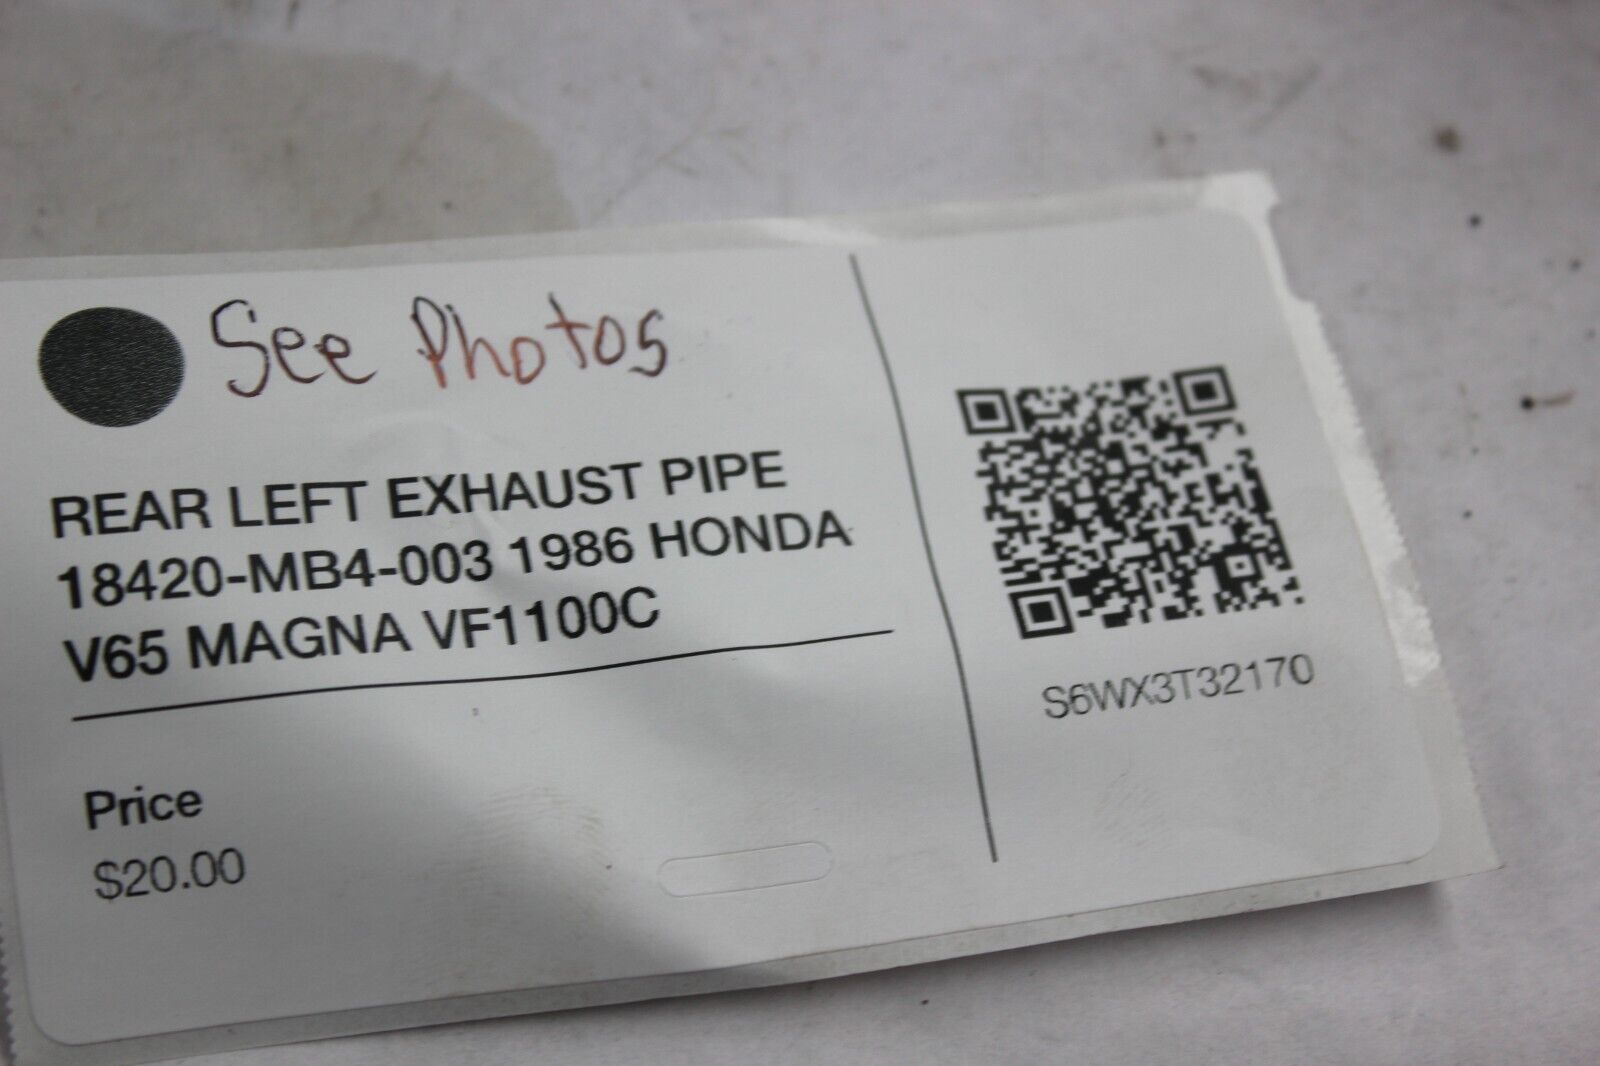 See Photos
REAR LEFT EXHAUST PIPE
18420-MB4-003 1986 HONDA
V65 MAGNA VF1100C
Price
$20.00
S6WX3T32170